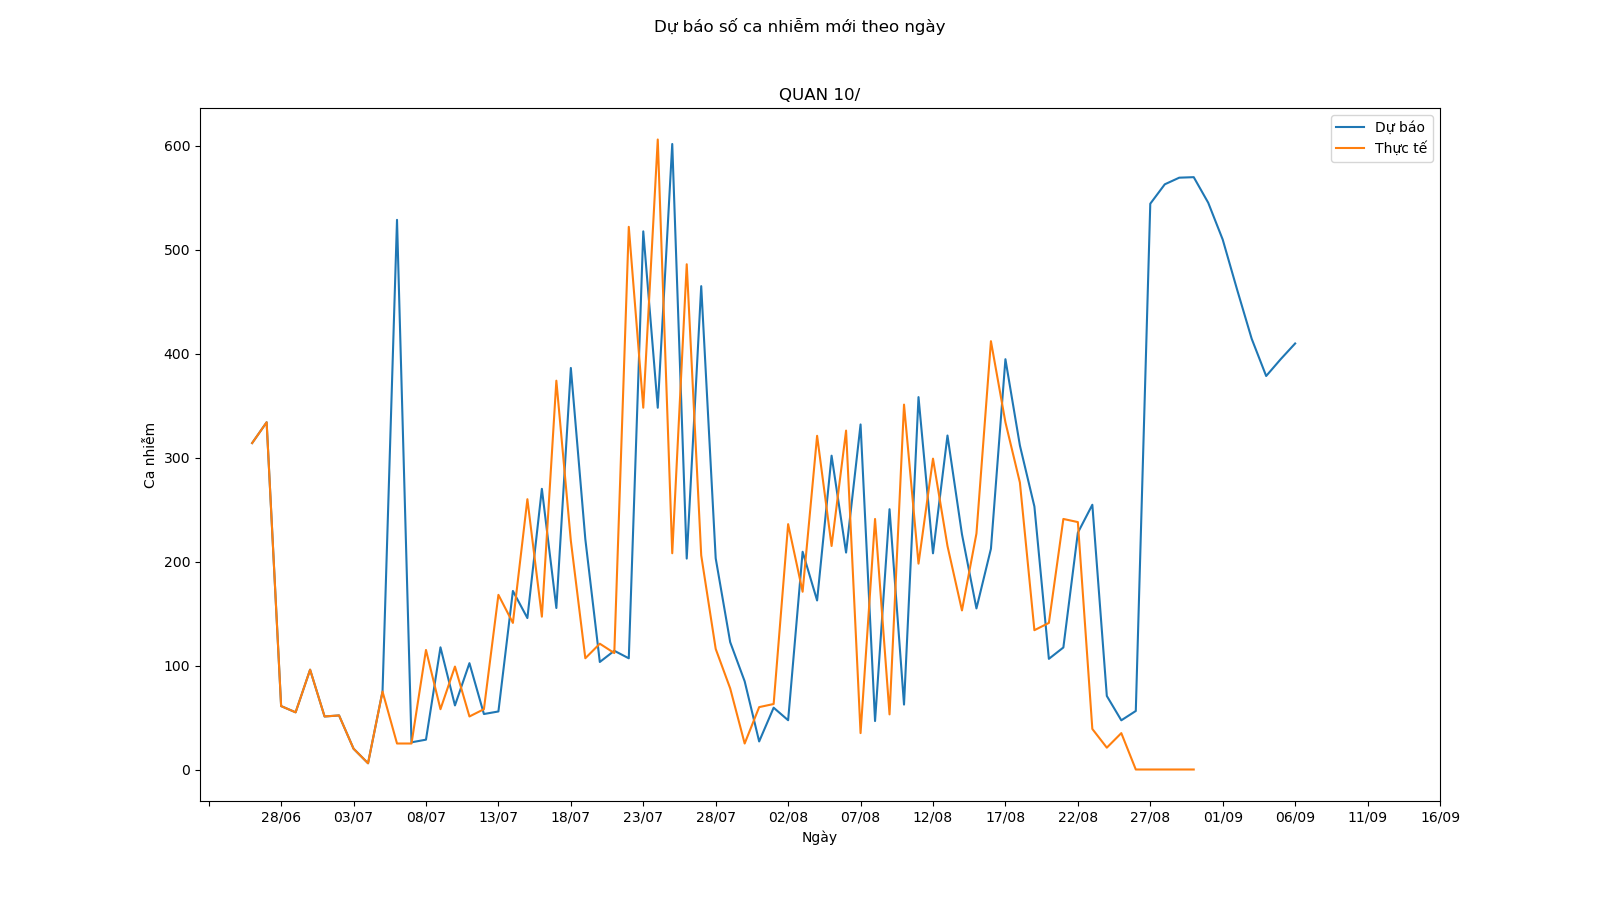 Dự báo số ca nhiễm mới theo ngày
QUAN 10/
Dự báo
Thực tế
Ca nhiễm
600
500
400
300
200
100
0
28/06 03/07 08/07 13/07 18/07 23/07 28/07 02/08 07/08 12/08 17/08 22/08 27/08 01/09 06/09 11/09 16/09
Ngày